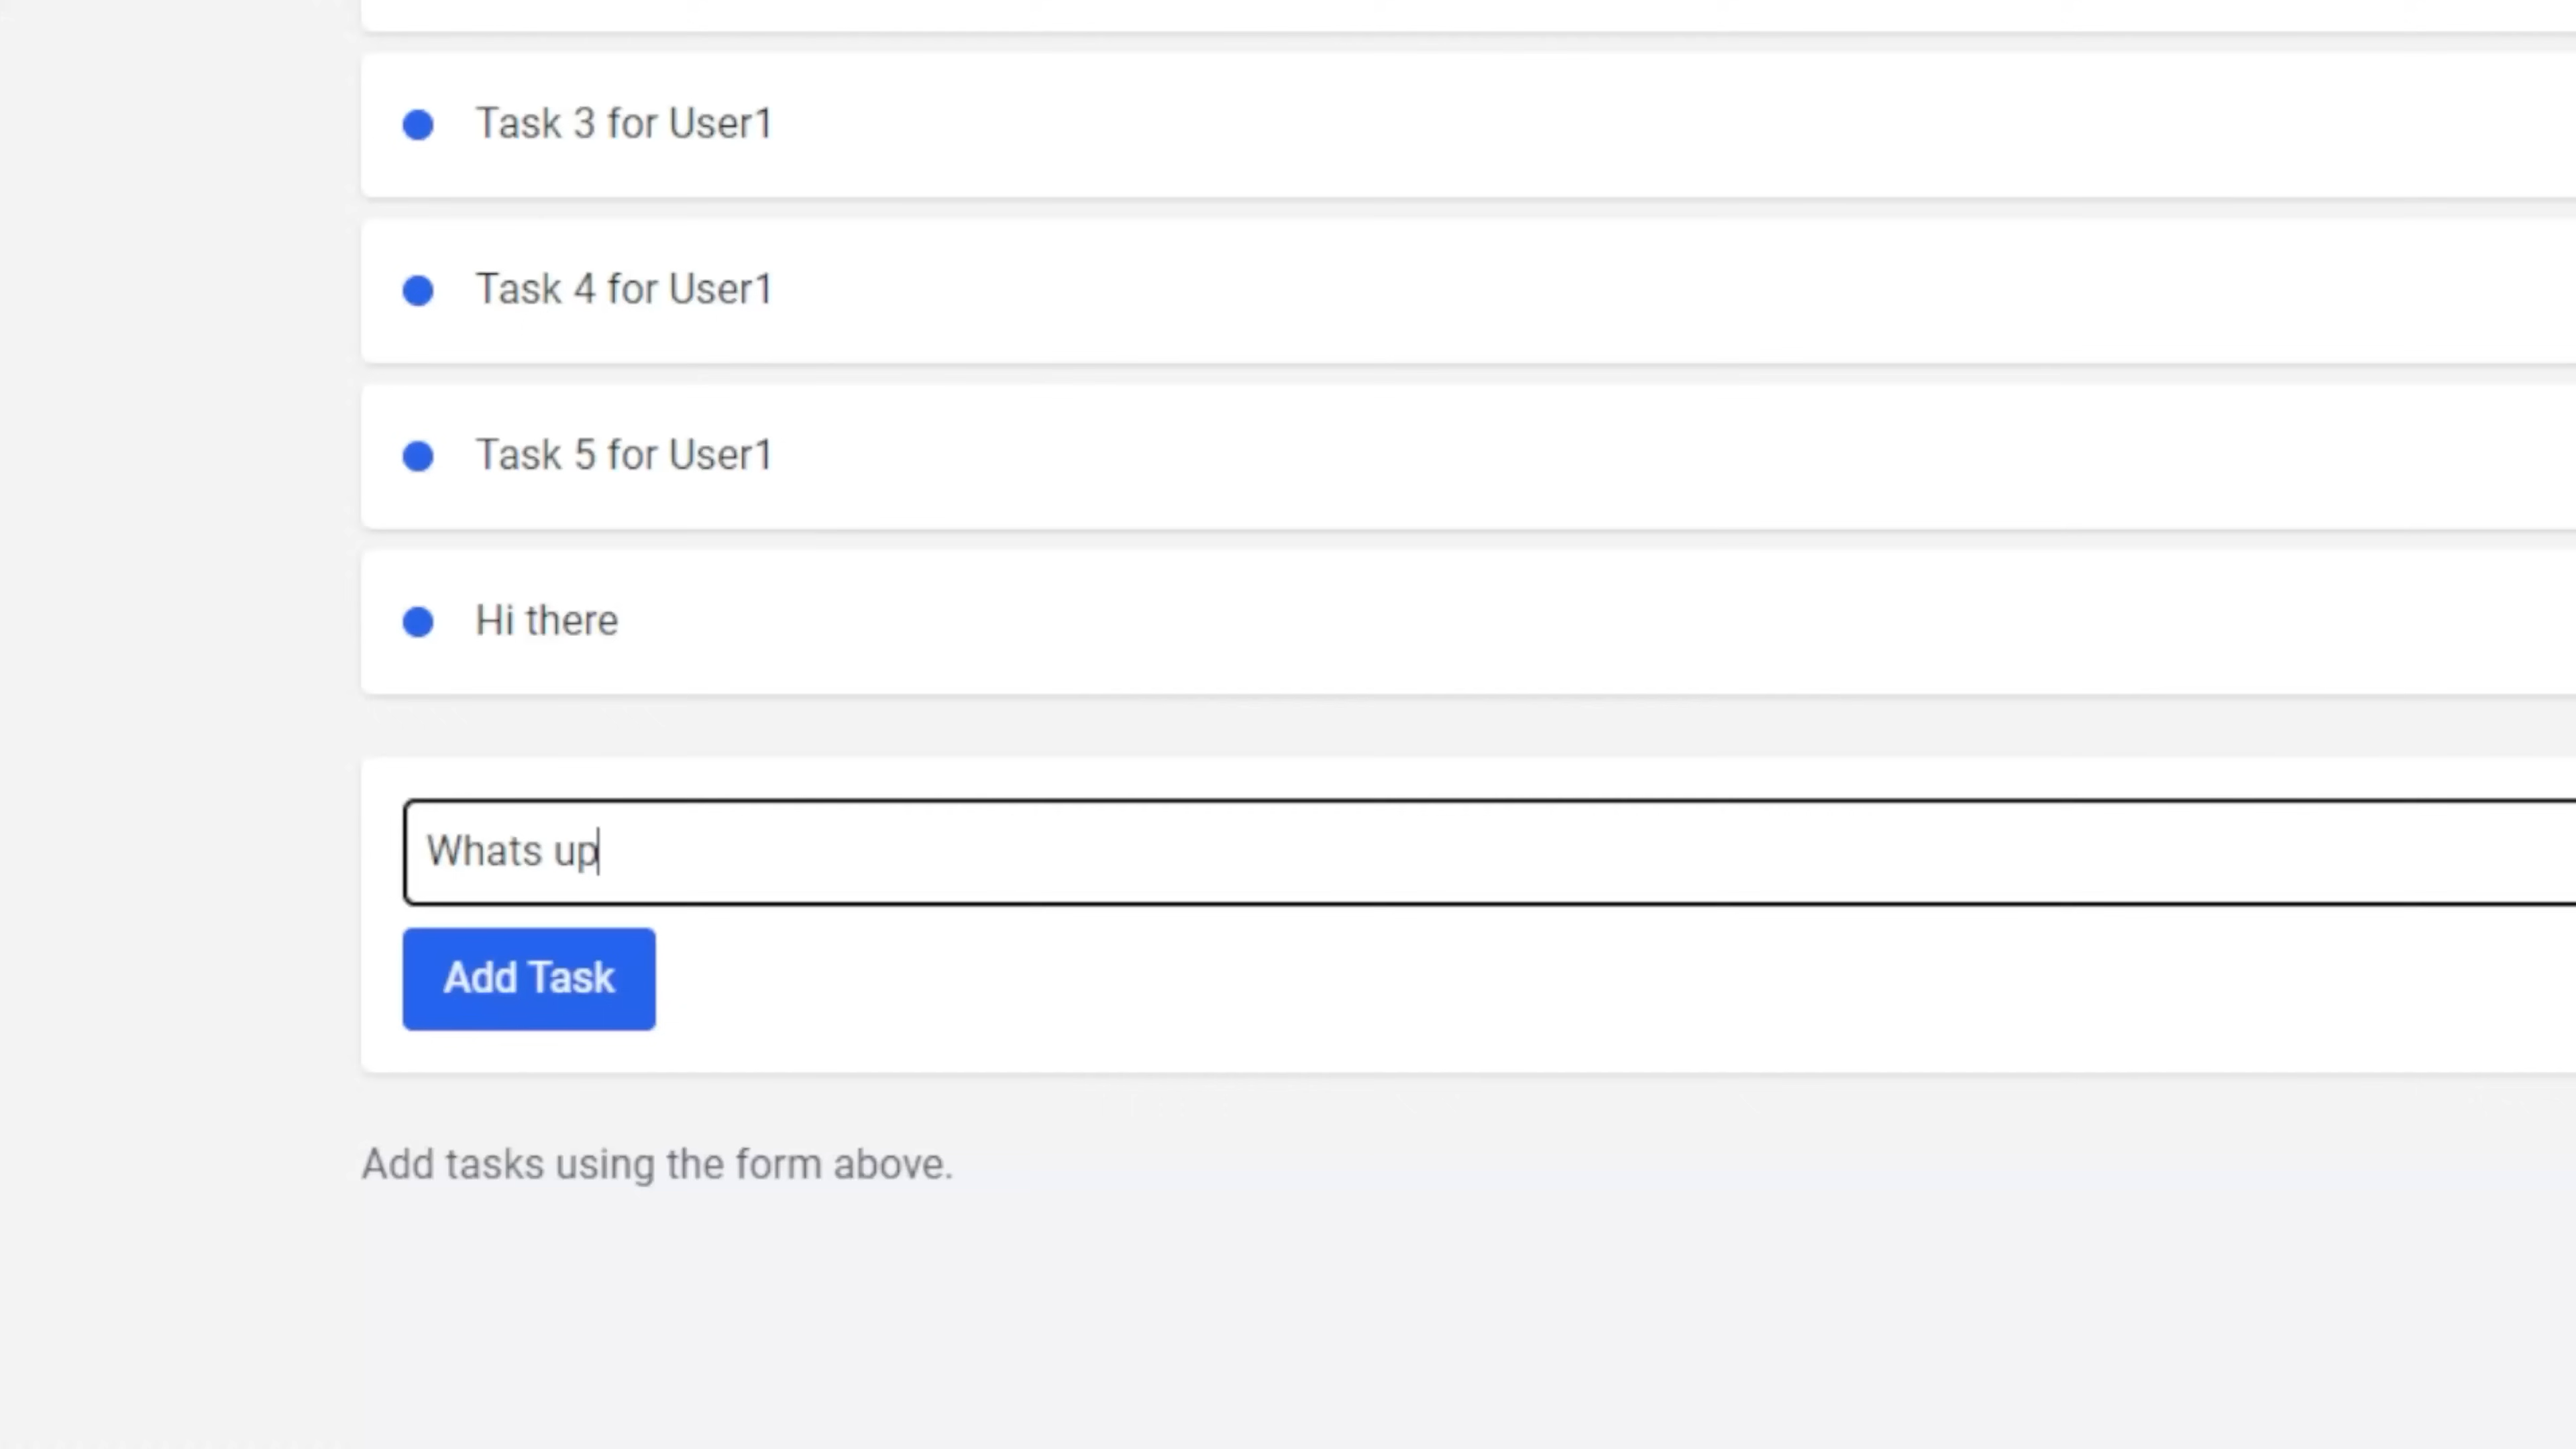 Task 3 for User1
Task 4 for User1
Task 5 for User1
Hi there
Whats up
Add Task
Add tasks using the form above.